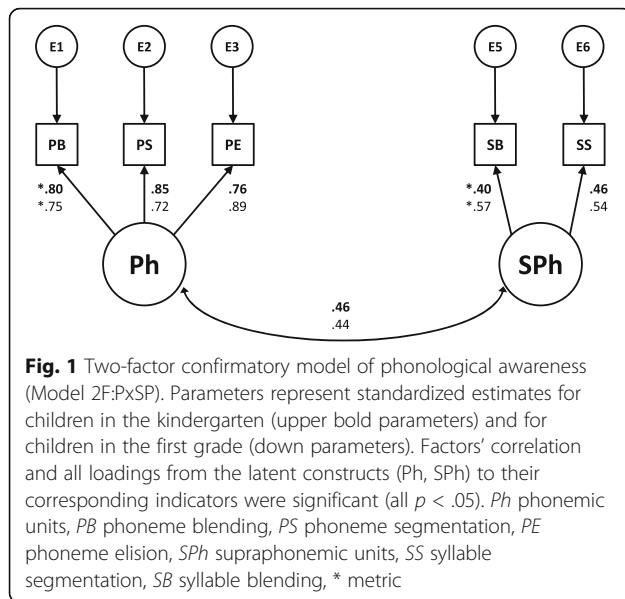 E1 E2 E3 E5 E6
PB PS PE SB SS
*.80 .85 .76 *.40 .46
*.75 .72 .89 *.57 .54
Ph SPh
.46
.44
Fig. 1 Two-factor confirmatory model of phonological awareness
(Model 2F:PxSP). Parameters represent standardized estimates for
children in the kindergarten (upper bold parameters) and for
children in the first grade (down parameters). Factors' correlation
and all loadings from the latent constructs (Ph, SPh) to their
corresponding indicators were significant (all p < .05). Ph phonemic
units, PB phoneme blending, PS phoneme segmentation, PE
phoneme elision, SPh supraphonemic units, SS syllable
segmentation, SB syllable blending, * metric